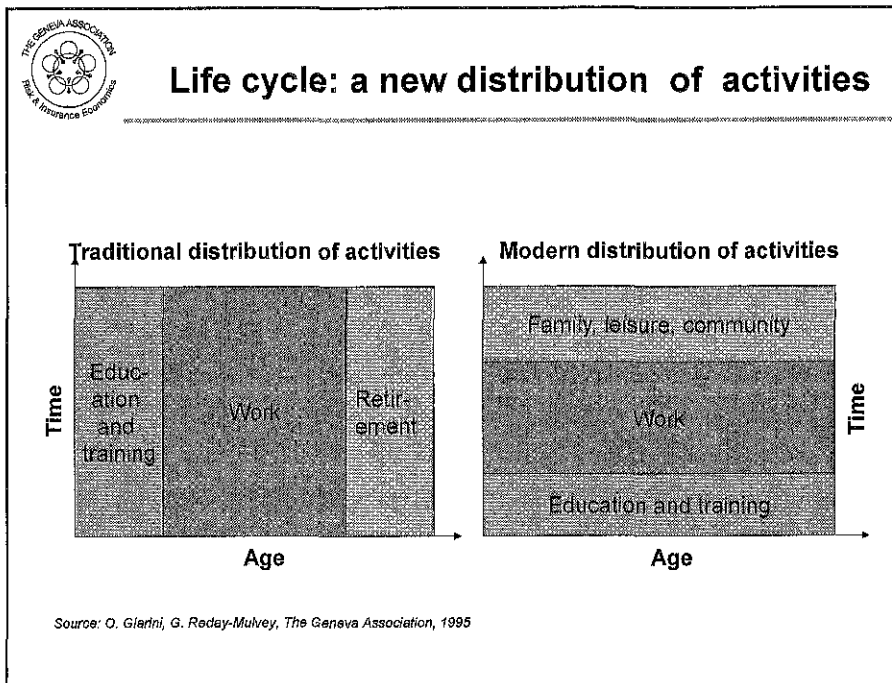 THE GENEVA ASSOCIATION
Risk & Insurance Economics
Life cycle: a new distribution of activities
Traditional distribution of activities
Time
Educ-
ation
and
training
Work
Retir-
ement
Age
Modern distribution of activities
Family, leisure, community
Work
Education and training
Time
Age
Source: O. Giarini, G. Reday-Mulvey, The Geneva Association, 1995